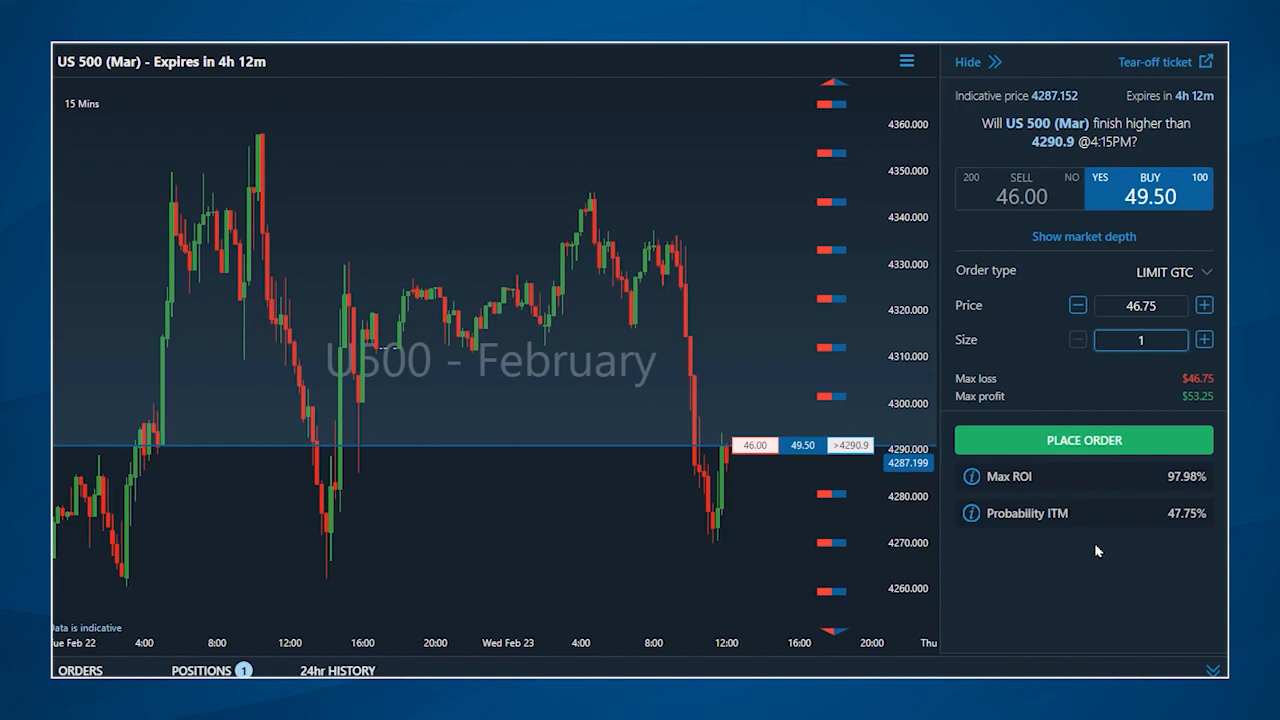 US 500 (Mar) - Expires in 4h 12m
15 Mins
U500 - February
4360.000
4350.000
4340.000
4330.000
4320.000
4310.000
4300.000
4290.000
4280.000
4270.000
4260.000
46.00 49.50 >4290.9
4287.199
Data is indicative
ue Feb 22 4:00 8:00 12:00 16:00 20:00 Wed Feb 23 4:00 8:00 12:00 16:00 20:00 Thu
ORDERS POSITIONS 1 24hr HISTORY
Hide Tear-off ticket
Indicative price 4287.152 Expires in 4h 12m
Will US 500 (Mar) finish higher than
4290.9 @4:15PM?
200 SELL NO YES BUY 100
46.00 49.50
Show market depth
Order type LIMIT GTC
Price 46.75
Size 1
Max loss $46.75
Max profit $53.25
PLACE ORDER
Max ROI 97.98%
Probability ITM 47.75%